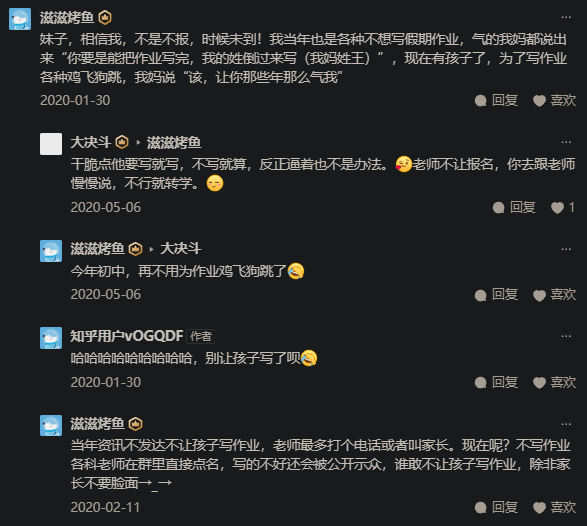 滋滋烤鱼
妹子，相信我，不是不报，时候未到！我当年也是各种不想写假期作业，气的我妈都说出
来“你要是能把作业写完，我的姓倒过来写（我妈姓王）”，现在有孩子了，为了写作业
各种鸡飞狗跳，我妈说“该，让你那些年那么气我”
2020-01-30 回复 喜欢
大决斗 ▸ 滋滋烤鱼
干脆点他要写就写，不写就算，反正逼着也不是办法。😘老师不让报名，你去跟老师
慢慢说，不行就转学。😏
2020-05-06 回复 1
滋滋烤鱼 ▸ 大决斗
今年初中，再不用为作业鸡飞狗跳了🤣
2020-05-06 回复 喜欢
知乎用户vOGQDF 作者
哈哈哈哈哈哈哈哈哈，别让孩子写了呗🤣
2020-01-30 回复 喜欢
滋滋烤鱼
当年资讯不发达不让孩子写作业，老师最多打个电话或者叫家长。现在呢？不写作业
各科老师在群里直接点名，写的不好还会被公开示众，谁敢不让孩子写作业，除非家
长不要脸面→_→
2020-02-11 回复 喜欢